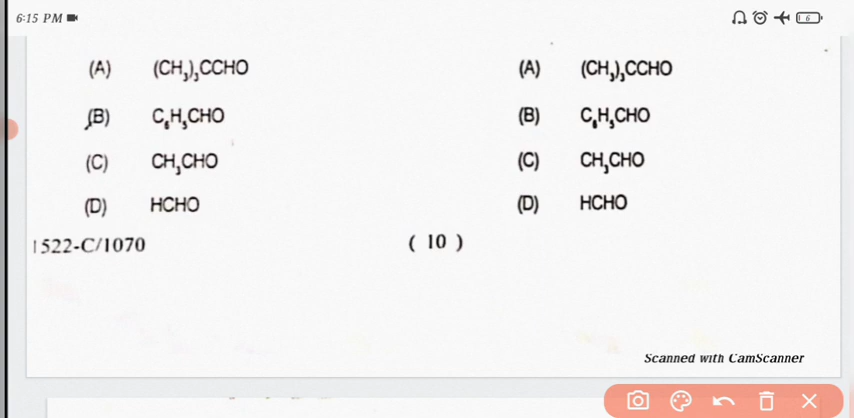 6:15 PM
(A) (CH₃)₃CCHO (A) (CH₃)₃CCHO
(B) C₆H₅CHO (B) C₆H₅CHO
(C) CH₃CHO (C) CH₃CHO
(D) HCHO (D) HCHO
1522-C/1070 ( 10 )
Scanned with CamScanner